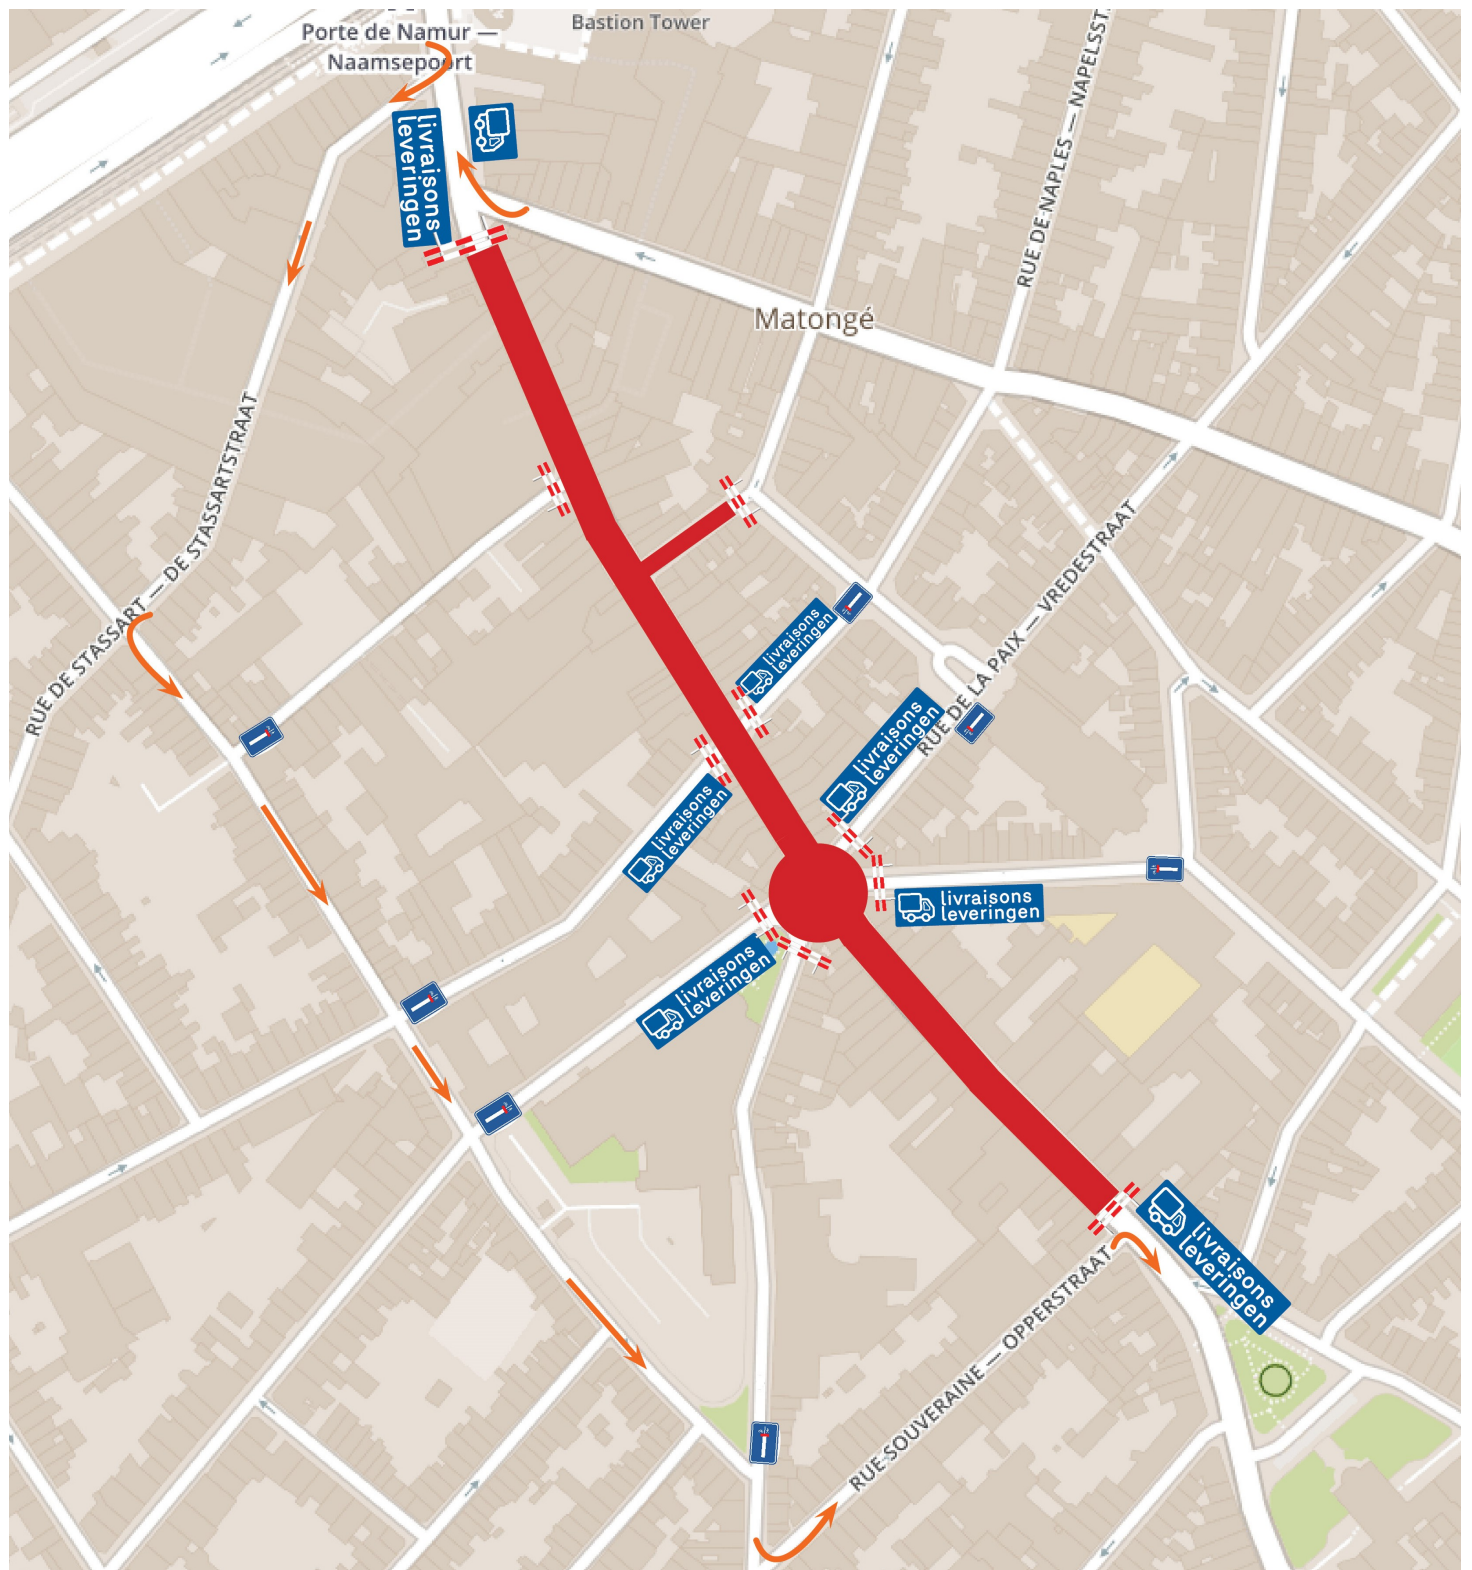 Bastion Tower
Porte de Namur —
Naamsepoort
livraisons
leveringen
RUE DE NAPLES — NAPELSST
Matongé
RUE DE STASSART — DE STASSARTSTRAAT
RUE DE LA PAIX — VREDESTRAAT
livraisons
leveringen
livraisons
leveringen
livraisons
leveringen
livraisons
leveringen
livraisons
leveringen
livraisons
leveringen
RUE SOUVERAINE — OPPERSTRAAT